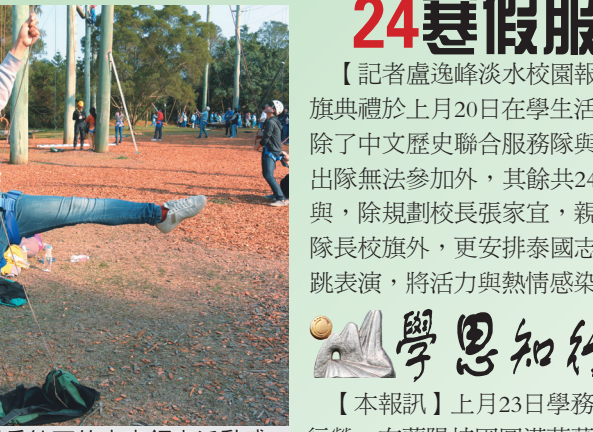 24寒假服
【記者盧逸峰淡水校園報
旗典禮於上月20日在學生活
除了中文歷史聯合服務隊與
出隊無法參加外，其餘共24
與，除規劃校長張家宜，親
隊長校旗外，更安排泰國志
跳表演，將活力與熱情感染
學思知行
【本報訊】上月23日學務